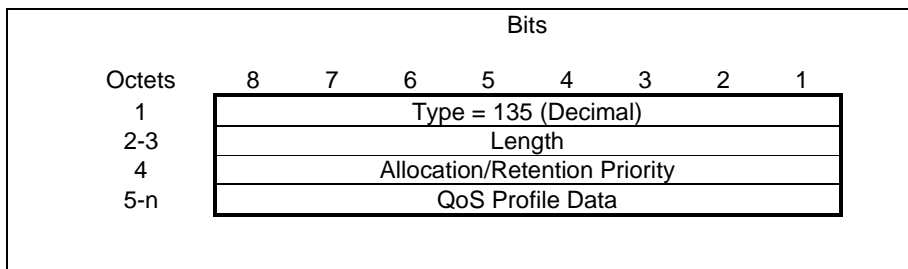 Bits
Octets 8 7 6 5 4 3 2 1
1 Type = 135 (Decimal)
2-3 Length
4 Allocation/Retention Priority
5-n QoS Profile Data